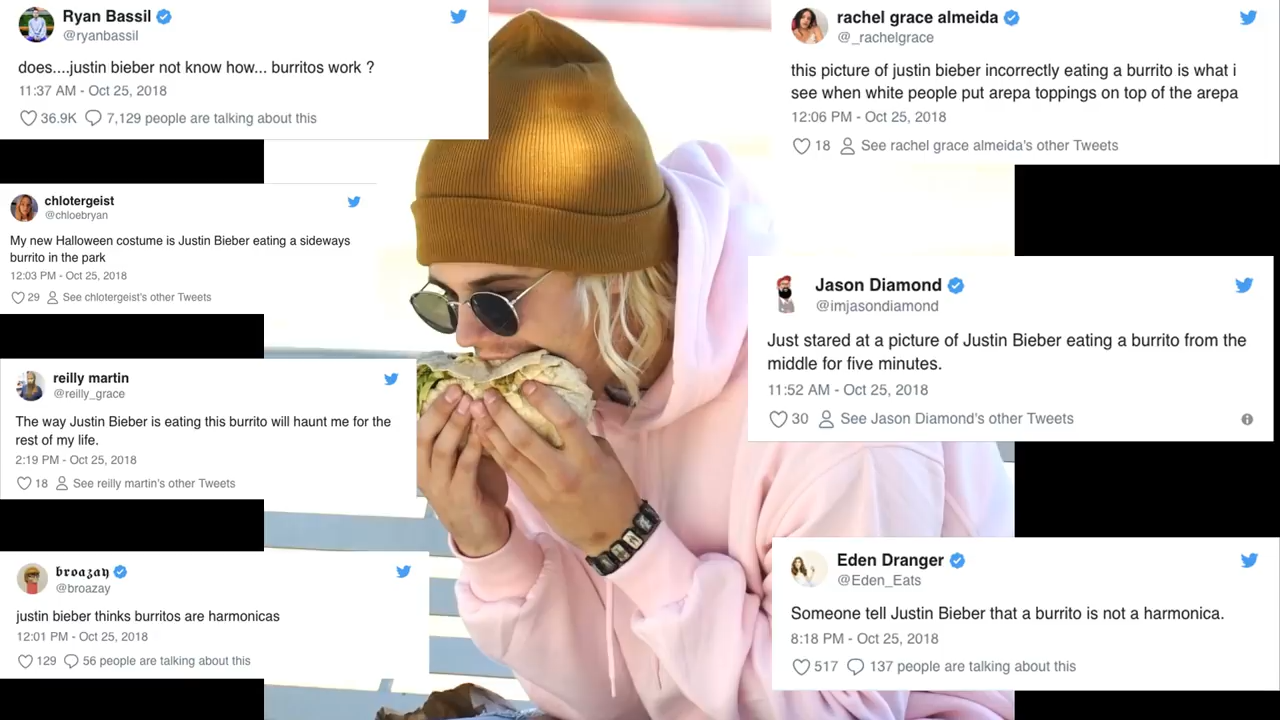 Ryan Bassil
@ryanbassil
does....justin bieber not know how... burritos work ?
11:37 AM - Oct 25, 2018
36.9K 7,129 people are talking about this
chlotergeist
@chloebryan
My new Halloween costume is Justin Bieber eating a sideways
burrito in the park
12:03 PM - Oct 25, 2018
29 See chlotergeist's other Tweets
reilly martin
@reilly_grace
The way Justin Bieber is eating this burrito will haunt me for the
rest of my life.
2:19 PM - Oct 25, 2018
18 See reilly martin's other Tweets
𝖇𝖗𝖔𝖆𝖟𝖆𝖞
@broazay
justin bieber thinks burritos are harmonicas
12:01 PM - Oct 25, 2018
129 56 people are talking about this
rachel grace almeida
@_rachelgrace
this picture of justin bieber incorrectly eating a burrito is what i
see when white people put arepa toppings on top of the arepa
12:06 PM - Oct 25, 2018
18 See rachel grace almeida's other Tweets
Jason Diamond
@imjasondiamond
Just stared at a picture of Justin Bieber eating a burrito from the
middle for five minutes.
11:52 AM - Oct 25, 2018
30 See Jason Diamond's other Tweets
Eden Dranger
@Eden_Eats
Someone tell Justin Bieber that a burrito is not a harmonica.
8:18 PM - Oct 25, 2018
517 137 people are talking about this